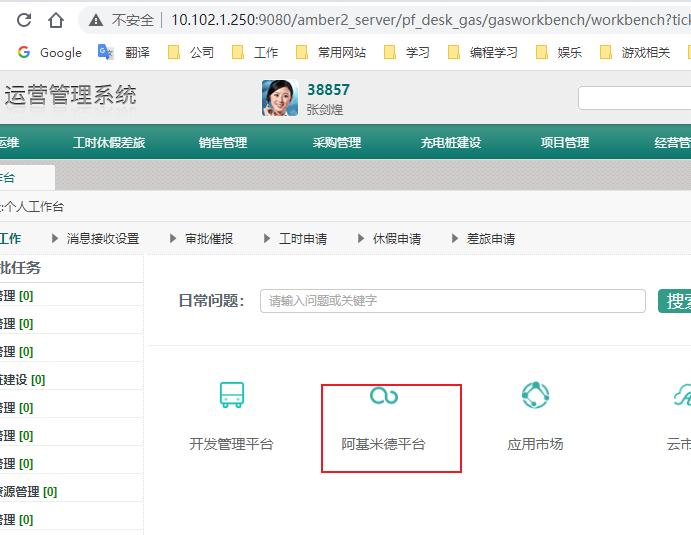 不安全 10.102.1.250:9080/amber2_server/pf_desk_gas/gasworkbench/workbench?tick
Google 翻译 公司 工作 常用网站 学习 编程学习 娱乐 游戏相关
运营管理系统
38857
张剑煌
运维 工时休假差旅 销售管理 采购管理 充电桩建设 项目管理 经营管
作台
:个人工作台
工作 消息接收设置 审批催报 工时申请 休假申请 差旅申请
批任务
管理 [0]
日常问题: 请输入问题或关键字 搜索
管理 [0]
管理 [0]
建设 [0]
管理 [0]
管理 [0]
管理 [0]
资源管理 [0]
管理 [0]
开发管理平台 阿基米德平台 应用市场 云市